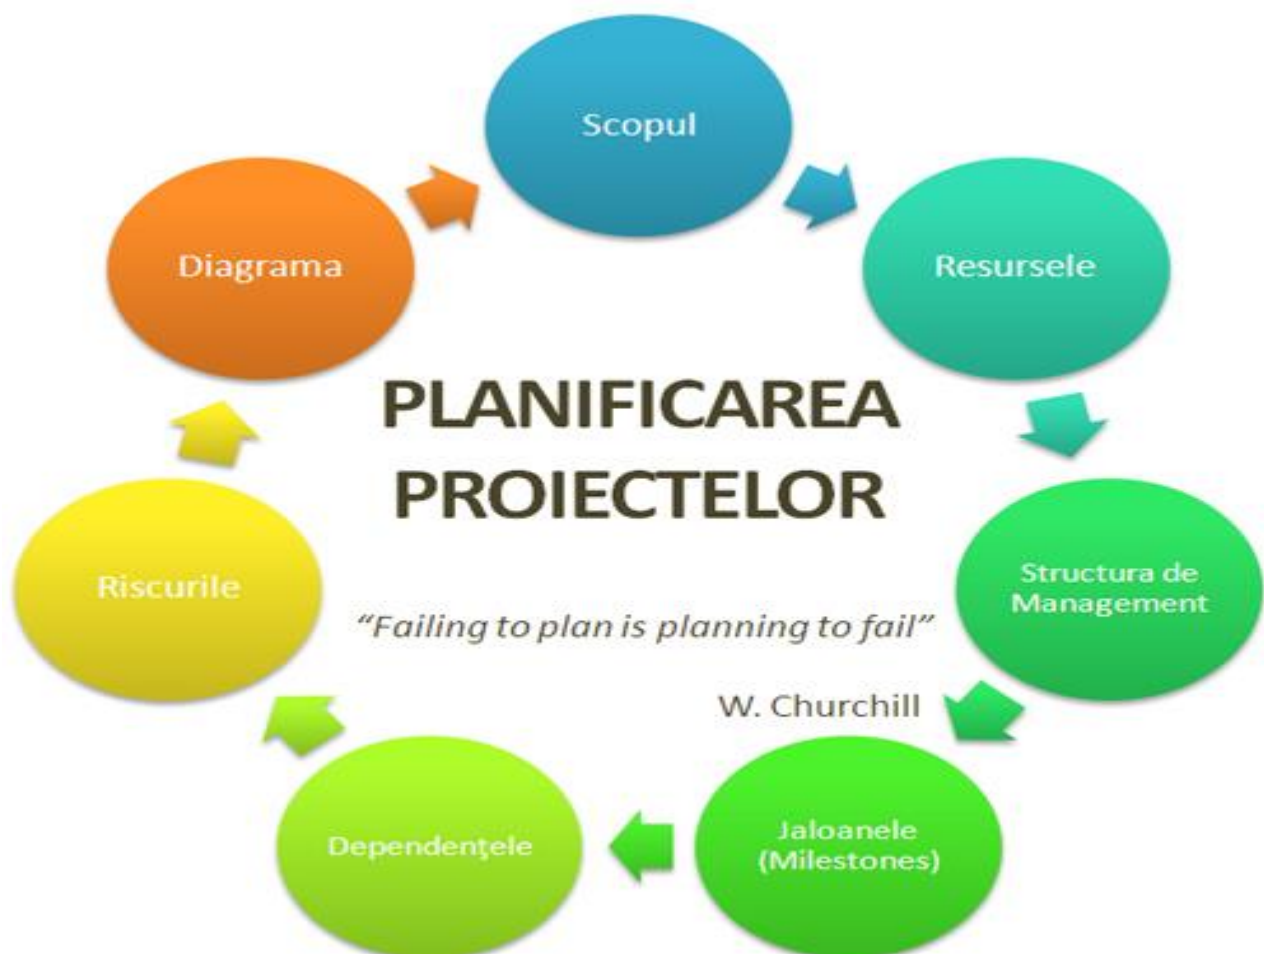 Scopul
Resursele
Structura de
Management
Jaloanele
(Milestones)
Dependenţele
Riscurile
Diagrama
PLANIFICAREA
PROIECTELOR
“Failing to plan is planning to fail”
W. Churchill